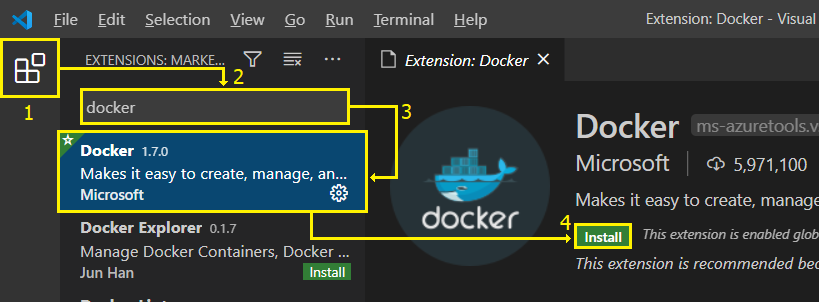 File Edit Selection View Go Run Terminal Help Extension: Docker - Visual
EXTENSIONS: MARKE...
Extension: Docker
1
2
docker
3
Docker 1.7.0
Makes it easy to create, manage, an...
Microsoft
Docker Explorer 0.1.7
Manage Docker Containers, Docker ...
Jun Han Install
docker
Docker ms-azuretools.v
Microsoft 5,971,100
Makes it easy to create, manage
4
Install This extension is enabled glob
This extension is recommended bec